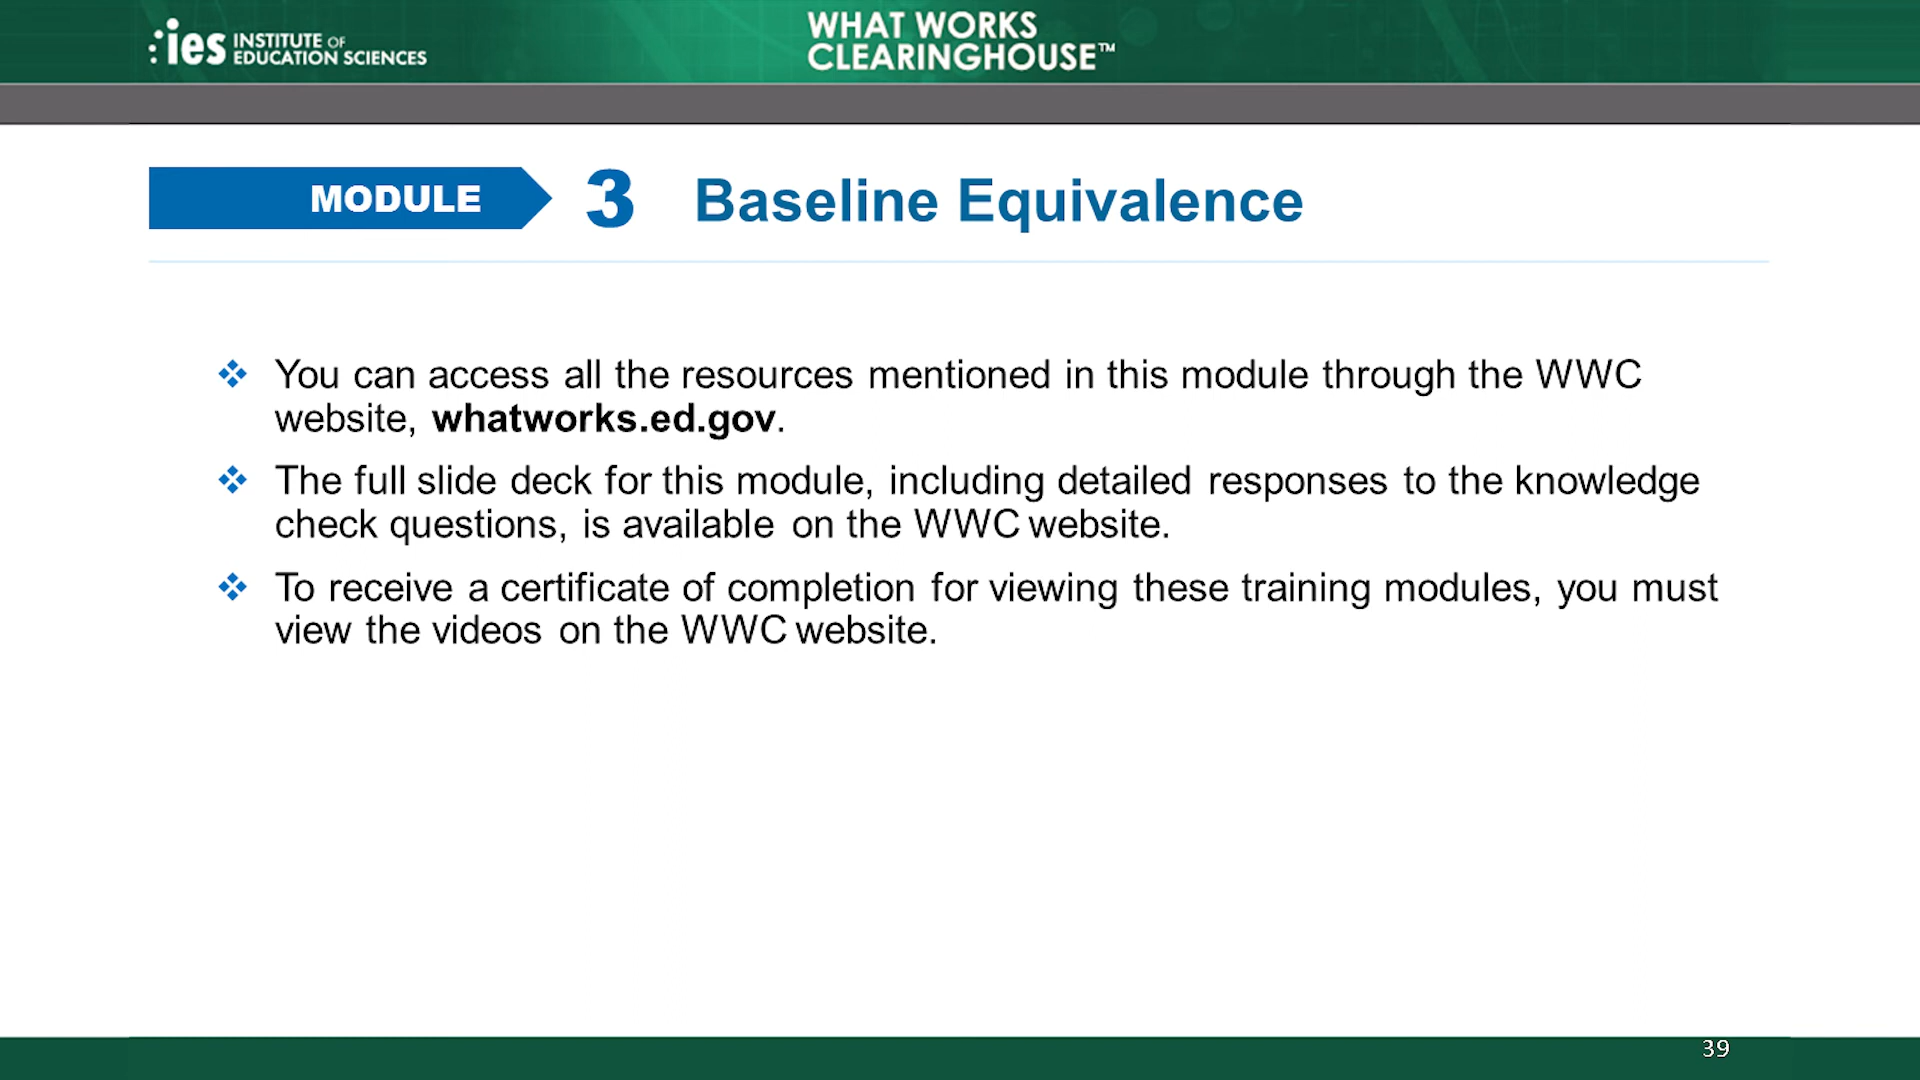 ies INSTITUTE OF
EDUCATION SCIENCES
WHAT WORKS
CLEARINGHOUSE™
MODULE 3 Baseline Equivalence
❖ You can access all the resources mentioned in this module through the WWC
website, whatworks.ed.gov.
❖ The full slide deck for this module, including detailed responses to the knowledge
check questions, is available on the WWC website.
❖ To receive a certificate of completion for viewing these training modules, you must
view the videos on the WWC website.
39